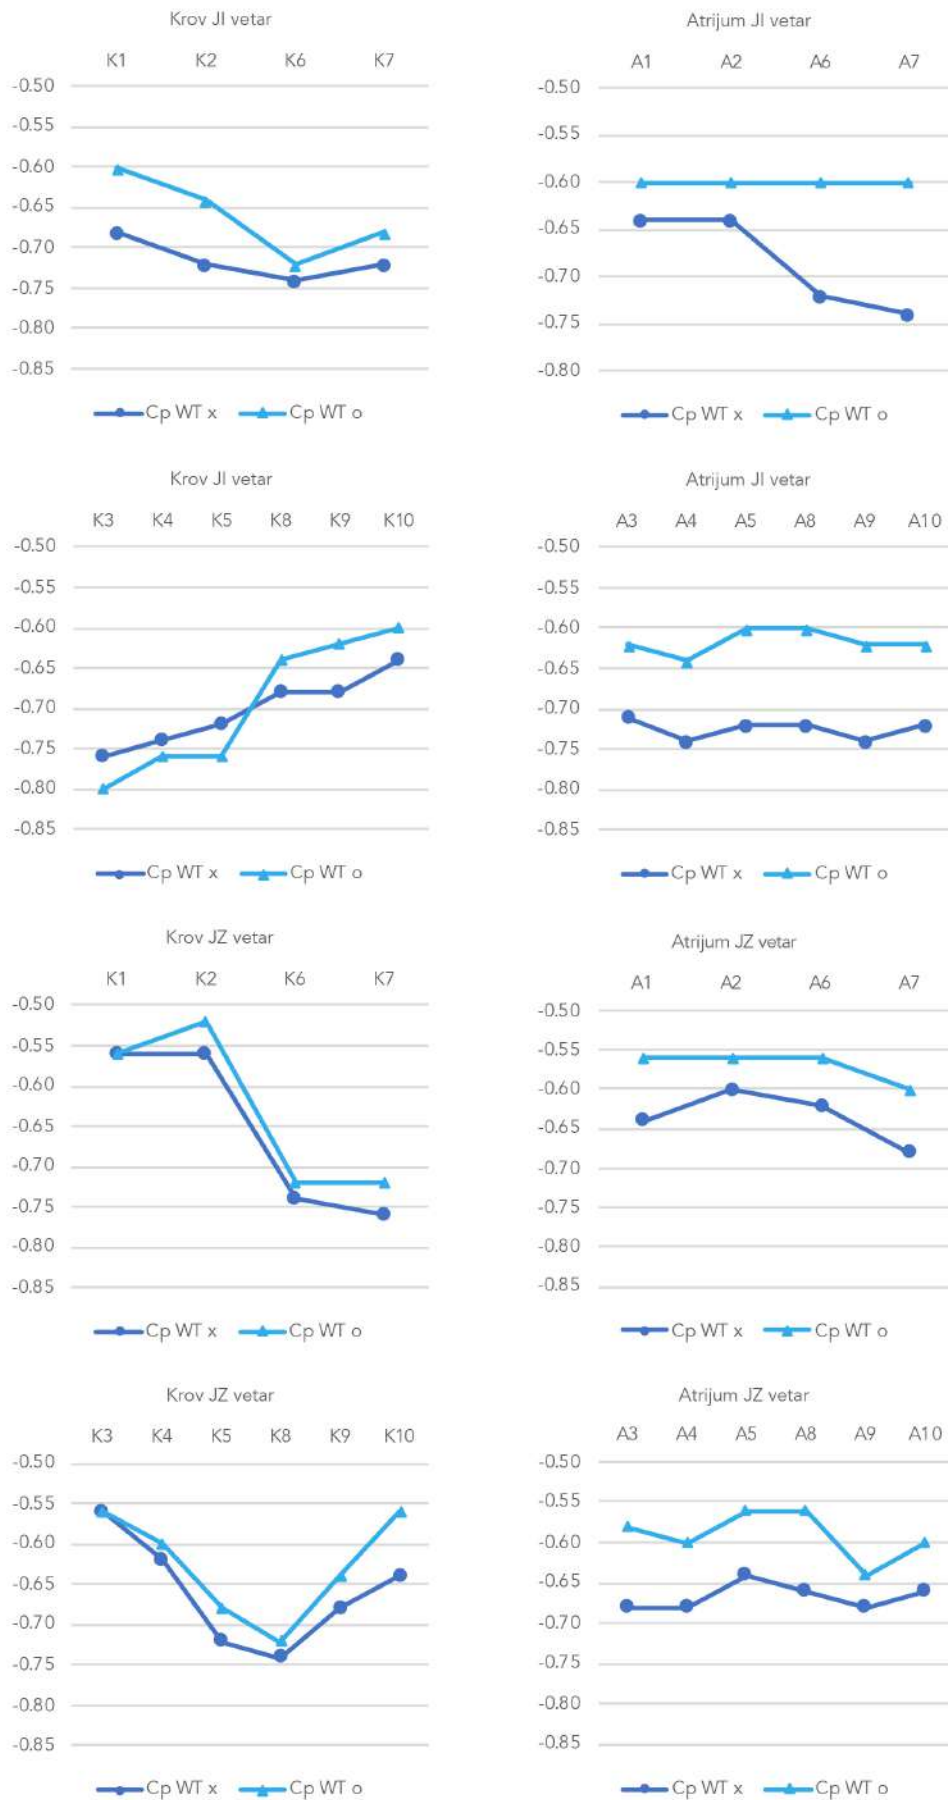 Krov JI vetar
K1 K2 K6 K7
-0.50
-0.55
-0.60
-0.65
-0.70
-0.75
-0.80
-0.85
Cp WT x Cp WT o
Atrijum JI vetar
A1 A2 A6 A7
-0.50
-0.55
-0.60
-0.65
-0.70
-0.75
-0.80
Cp WT x Cp WT o
Krov JI vetar
K3 K4 K5 K8 K9 K10
-0.50
-0.55
-0.60
-0.65
-0.70
-0.75
-0.80
-0.85
Cp WT x Cp WT o
Atrijum JI vetar
A3 A4 A5 A8 A9 A10
-0.50
-0.55
-0.60
-0.65
-0.70
-0.75
-0.80
-0.85
Cp WT x Cp WT o
Krov JZ vetar
K1 K2 K6 K7
-0.50
-0.55
-0.60
-0.65
-0.70
-0.75
-0.80
-0.85
Cp WT x Cp WT o
Atrijum JZ vetar
A1 A2 A6 A7
-0.50
-0.55
-0.60
-0.65
-0.70
-0.75
-0.80
-0.85
Cp WT x Cp WT o
Krov JZ vetar
K3 K4 K5 K8 K9 K10
-0.50
-0.55
-0.60
-0.65
-0.70
-0.75
-0.80
-0.85
Cp WT x Cp WT o
Atrijum JZ vetar
A3 A4 A5 A8 A9 A10
-0.50
-0.55
-0.60
-0.65
-0.70
-0.75
-0.80
-0.85
Cp WT x Cp WT o